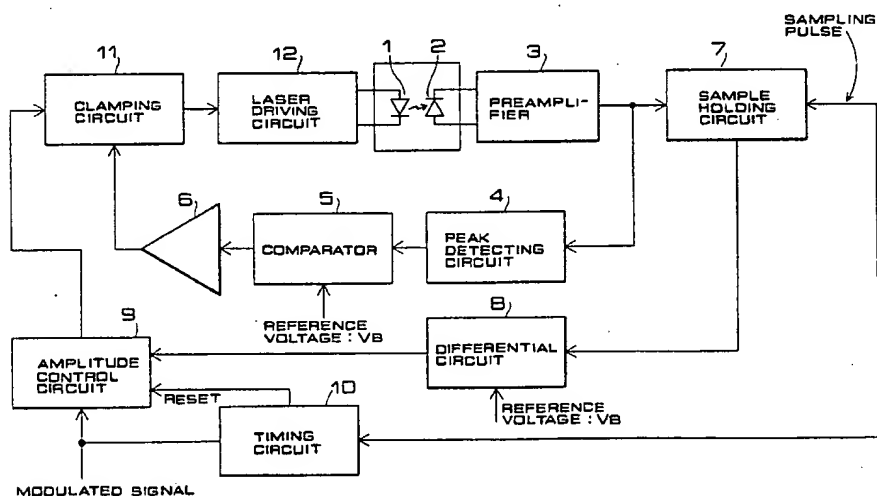 SAMPLING
PULSE
11
CLAMPING
CIRCUIT
12
LASER
DRIVING
CIRCUIT
1
2
3
PREAMPLI-
FIER
7
SAMPLE
HOLDING
CIRCUIT
6
5
COMPARATOR
4
PEAK
DETECTING
CIRCUIT
REFERENCE
VOLTAGE : VB
9
AMPLITUDE
CONTROL
CIRCUIT
8
DIFFERENTIAL
CIRCUIT
REFERENCE
VOLTAGE : VB
RESET
10
TIMING
CIRCUIT
MODULATED SIGNAL